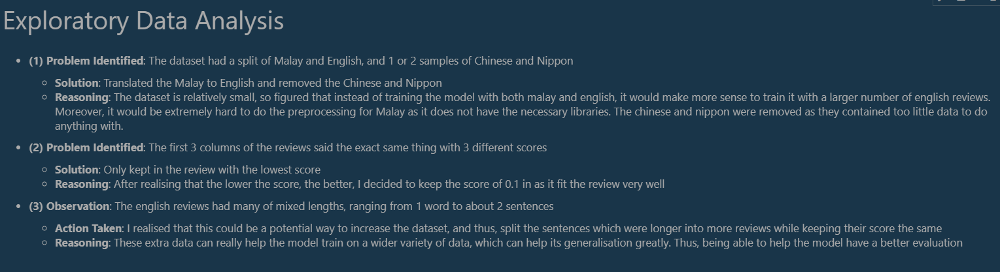 Exploratory Data Analysis
• (1) Problem Identified: The dataset had a split of Malay and English, and 1 or 2 samples of Chinese and Nippon
○ Solution: Translated the Malay to English and removed the Chinese and Nippon
○ Reasoning: The dataset is relatively small, so figured that instead of training the model with both malay and english, it would make more sense to train it with a larger number of english reviews.
Moreover, it would be extremely hard to do the preprocessing for Malay as it does not have the necessary libraries. The chinese and nippon were removed as they contained too little data to do
anything with.
• (2) Problem Identified: The first 3 columns of the reviews said the exact same thing with 3 different scores
○ Solution: Only kept in the review with the lowest score
○ Reasoning: After realising that the lower the score, the better, I decided to keep the score of 0.1 in as it fit the review very well
• (3) Observation: The english reviews had many of mixed lengths, ranging from 1 word to about 2 sentences
○ Action Taken: I realised that this could be a potential way to increase the dataset, and thus, split the sentences which were longer into more reviews while keeping their score the same
○ Reasoning: These extra data can really help the model train on a wider variety of data, which can help its generalisation greatly. Thus, being able to help the model have a better evaluation